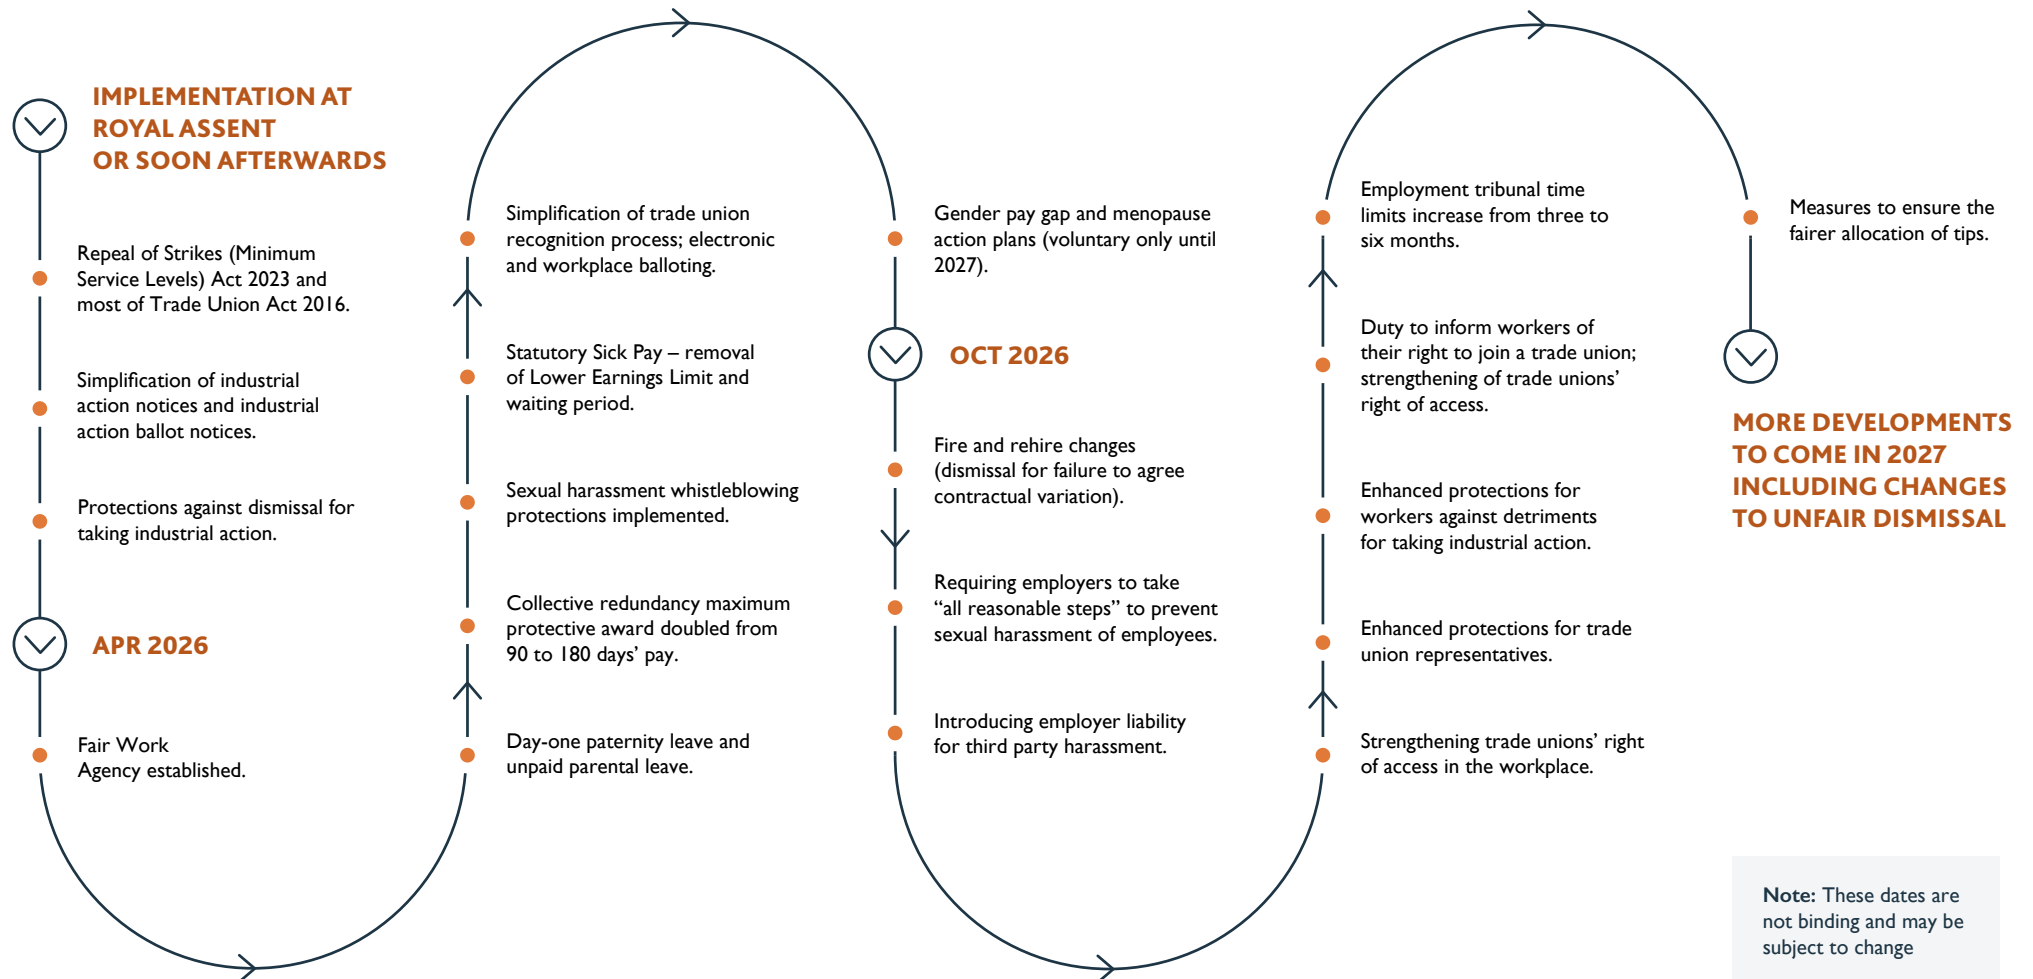 IMPLEMENTATION AT
ROYAL ASSENT
OR SOON AFTERWARDS
Repeal of Strikes (Minimum
Service Levels) Act 2023 and
most of Trade Union Act 2016.
Simplification of industrial
action notices and industrial
action ballot notices.
Protections against dismissal for
taking industrial action.
APR 2026
Fair Work
Agency established.
Day-one paternity leave and
unpaid parental leave.
Collective redundancy maximum
protective award doubled from
90 to 180 days’ pay.
Sexual harassment whistleblowing
protections implemented.
Statutory Sick Pay – removal
of Lower Earnings Limit and
waiting period.
Simplification of trade union
recognition process; electronic
and workplace balloting.
Gender pay gap and menopause
action plans (voluntary only until
2027).
OCT 2026
Fire and rehire changes
(dismissal for failure to agree
contractual variation).
Requiring employers to take
“all reasonable steps” to prevent
sexual harassment of employees.
Introducing employer liability
for third party harassment.
Strengthening trade unions’ right
of access in the workplace.
Enhanced protections for trade
union representatives.
Enhanced protections for
workers against detriments
for taking industrial action.
Duty to inform workers of
their right to join a trade union;
strengthening of trade unions’
right of access.
Employment tribunal time
limits increase from three to
six months.
Measures to ensure the
fairer allocation of tips.
MORE DEVELOPMENTS
TO COME IN 2027
INCLUDING CHANGES
TO UNFAIR DISMISSAL
Note: These dates are
not binding and may be
subject to change